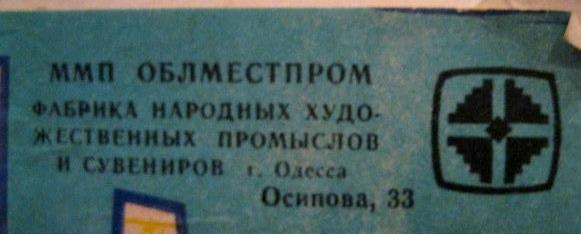 ММП ОБЛМЕСТПРОМ
ФАБРИКА НАРОДНЫХ ХУДО-
ЖЕСТВЕННЫХ ПРОМЫСЛОВ
И СУВЕНИРОВ г. Одесса
Осипова, 33